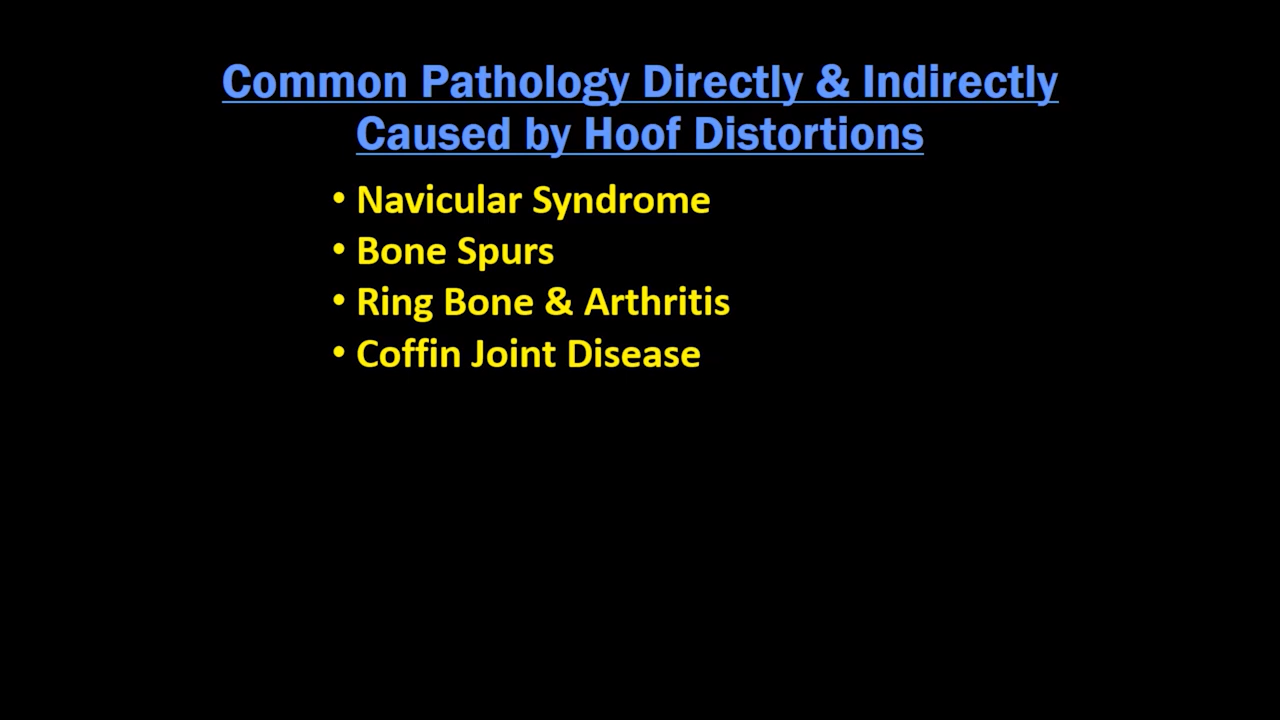 Common Pathology Directly & Indirectly
Caused by Hoof Distortions
• Navicular Syndrome
• Bone Spurs
• Ring Bone & Arthritis
• Coffin Joint Disease